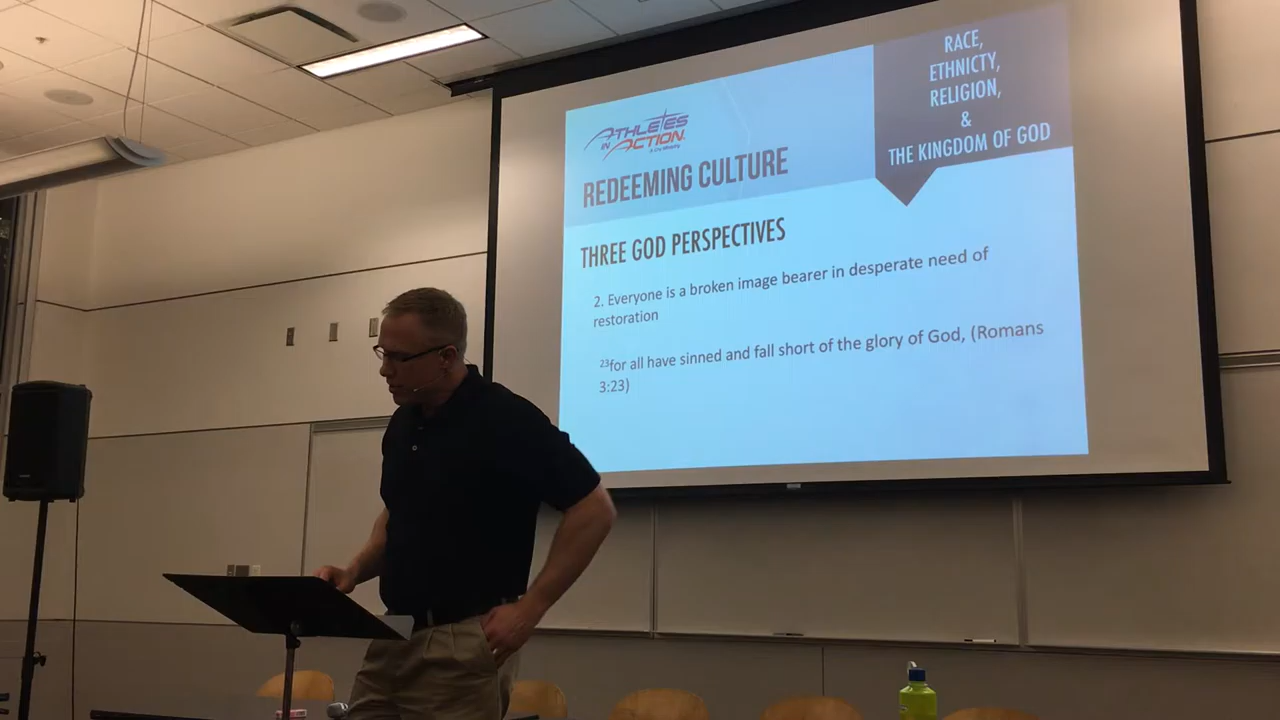 ATHLETES
IN ACTION
REDEEMING CULTURE
RACE,
ETHNICTY,
RELIGION,
&
THE KINGDOM OF GOD
THREE GOD PERSPECTIVES
2. Everyone is a broken image bearer in desperate need of
restoration
23for all have sinned and fall short of the glory of God, (Romans
3:23)